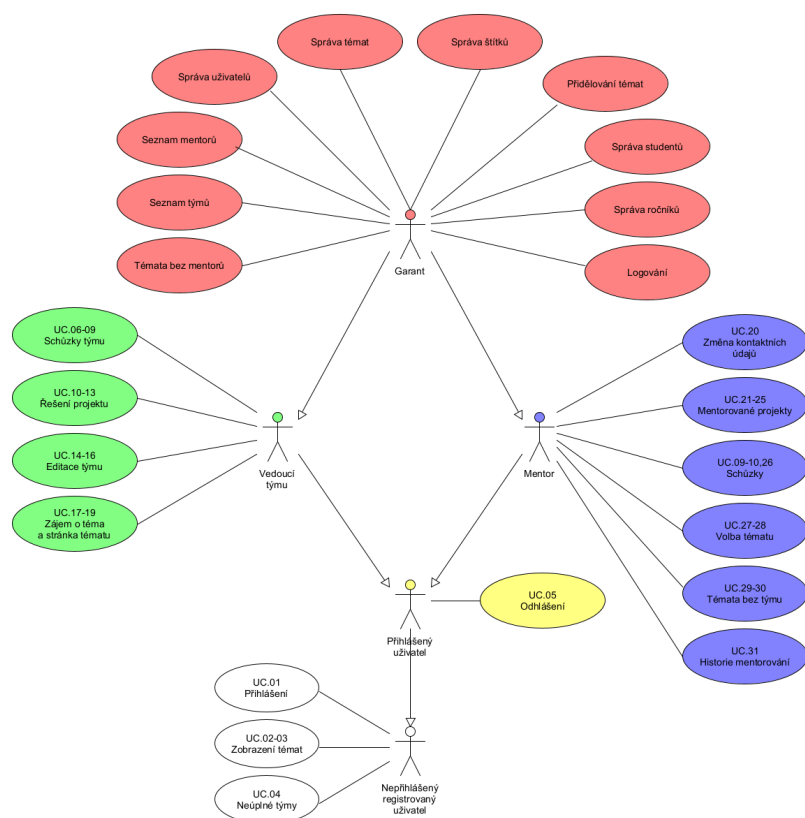 Správa témat
Správa štítků
Správa uživatelů
Přidělování témat
Seznam mentorů
Správa studentů
Seznam týmů
Správa ročníků
Témata bez mentorů
Logování
Garant
UC.06-09
Schůzky týmu
UC.20
Změna kontaktních
údajů
UC.10-13
Řešení projektu
UC.21-25
Mentorované projekty
UC.14-16
Editace týmu
Vedoucí
týmu
Mentor
UC.09-10,26
Schůzky
UC.17-19
Zájem o téma
a stránka tématu
UC.27-28
Volba tématu
UC.29-30
Témata bez týmu
UC.05
Odhlášení
Přihlášený
uživatel
UC.31
Historie mentorování
UC.01
Přihlášení
UC.02-03
Zobrazení témat
UC.04
Neúplné týmy
Nepřihlášený
registrovaný
uživatel